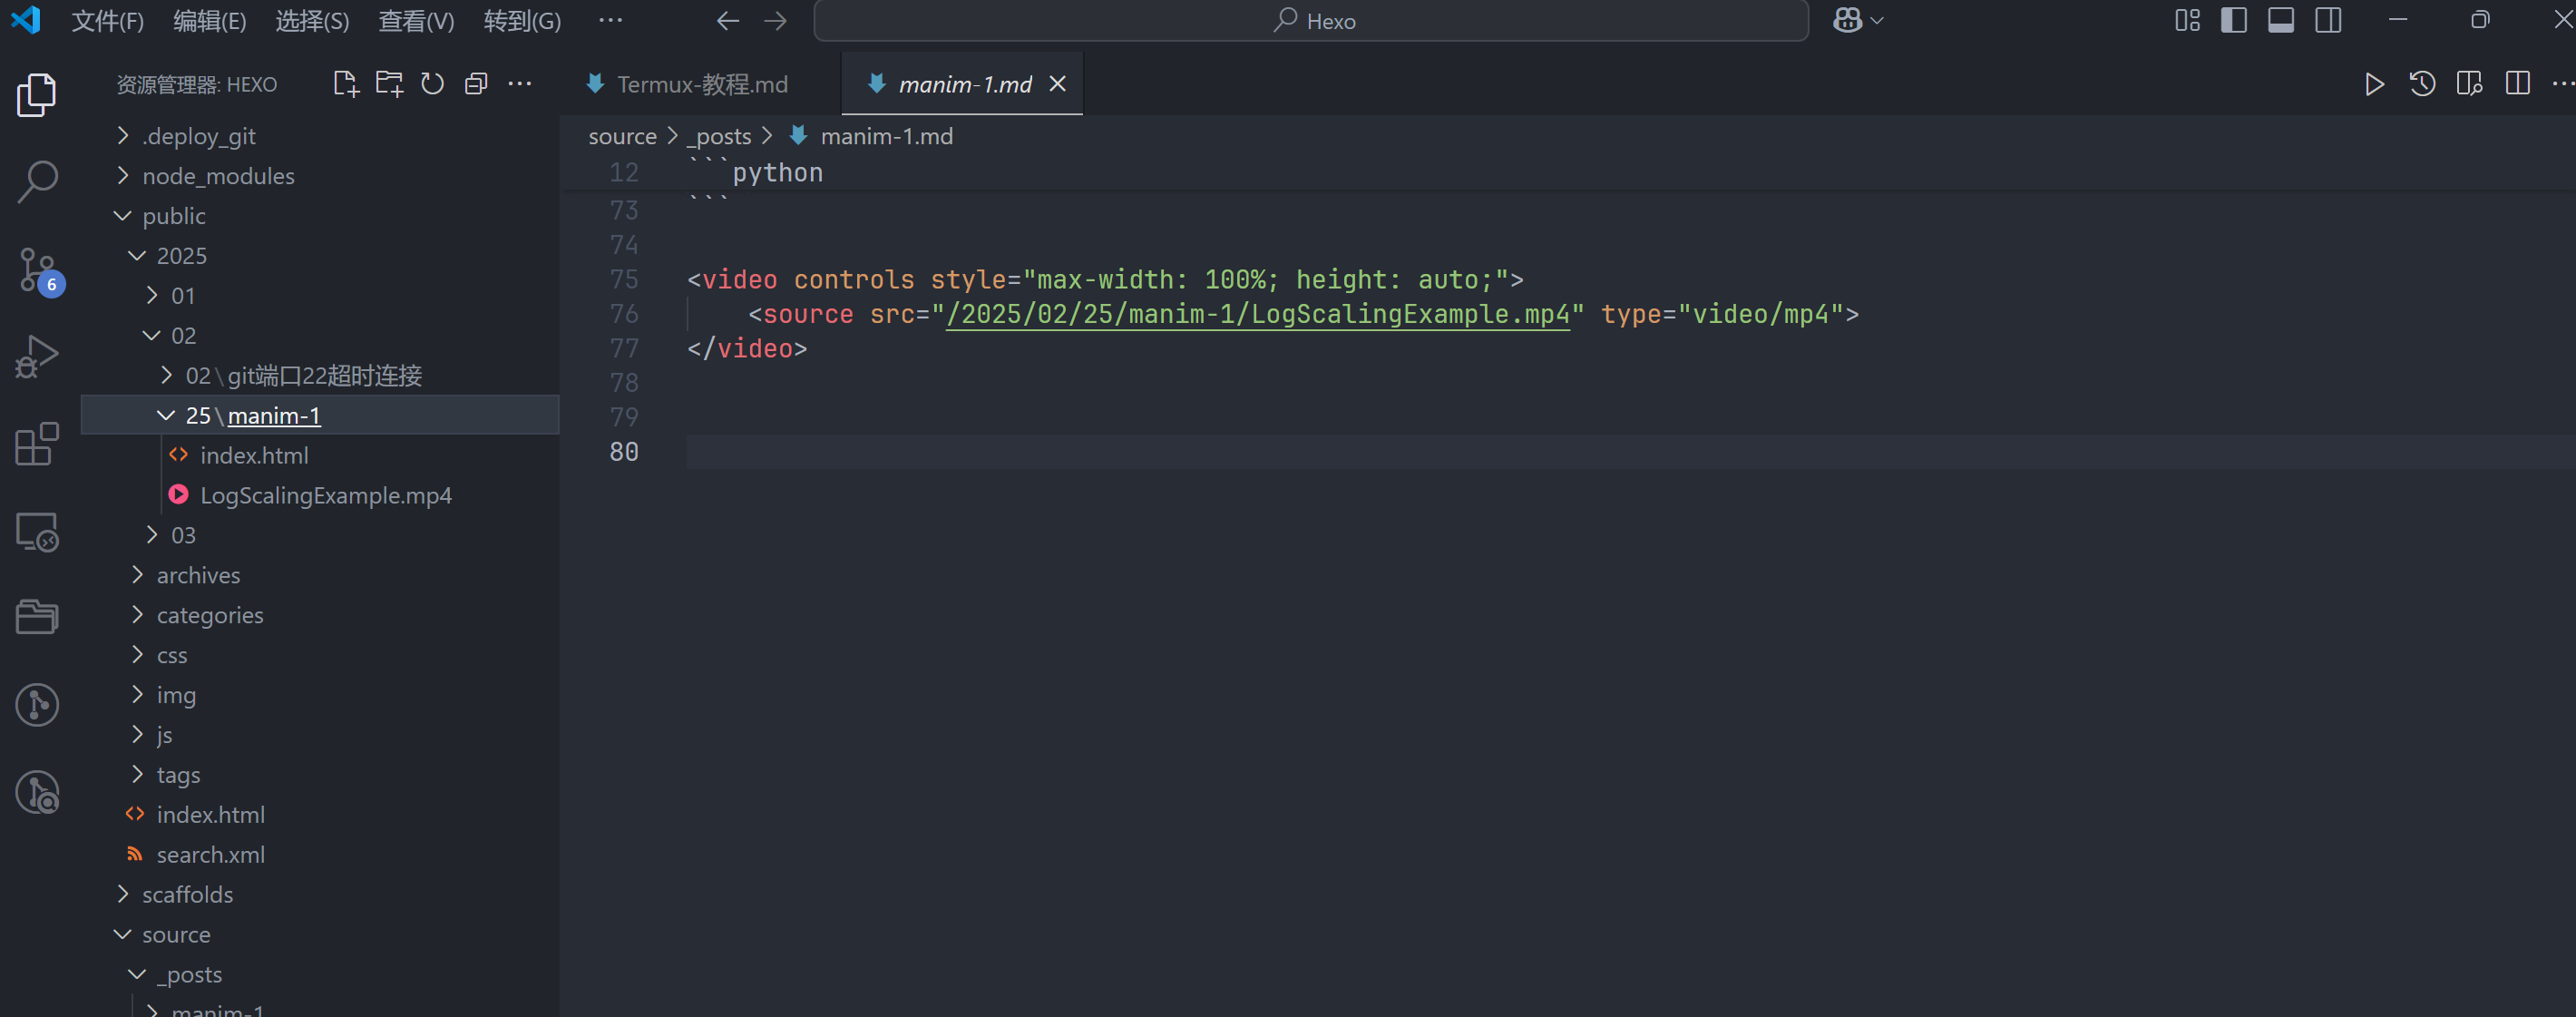 文件(F) 编辑(E) 选择(S) 查看(V) 转到(G) ··· Hexo
资源管理器: HEXO
.deploy_git
node_modules
public
2025
01
02
02\git端口22超时连接
25\manim-1
index.html
LogScalingExample.mp4
03
archives
categories
css
img
js
tags
index.html
search.xml
scaffolds
source
_posts
manim-1
6
Termux-教程.md manim-1.md
source > _posts > manim-1.md
12 ```python
73 ```
74
75 <video controls style="max-width: 100%; height: auto;">
76 <source src="/2025/02/25/manim-1/LogScalingExample.mp4" type="video/mp4">
77 </video>
78
79
80